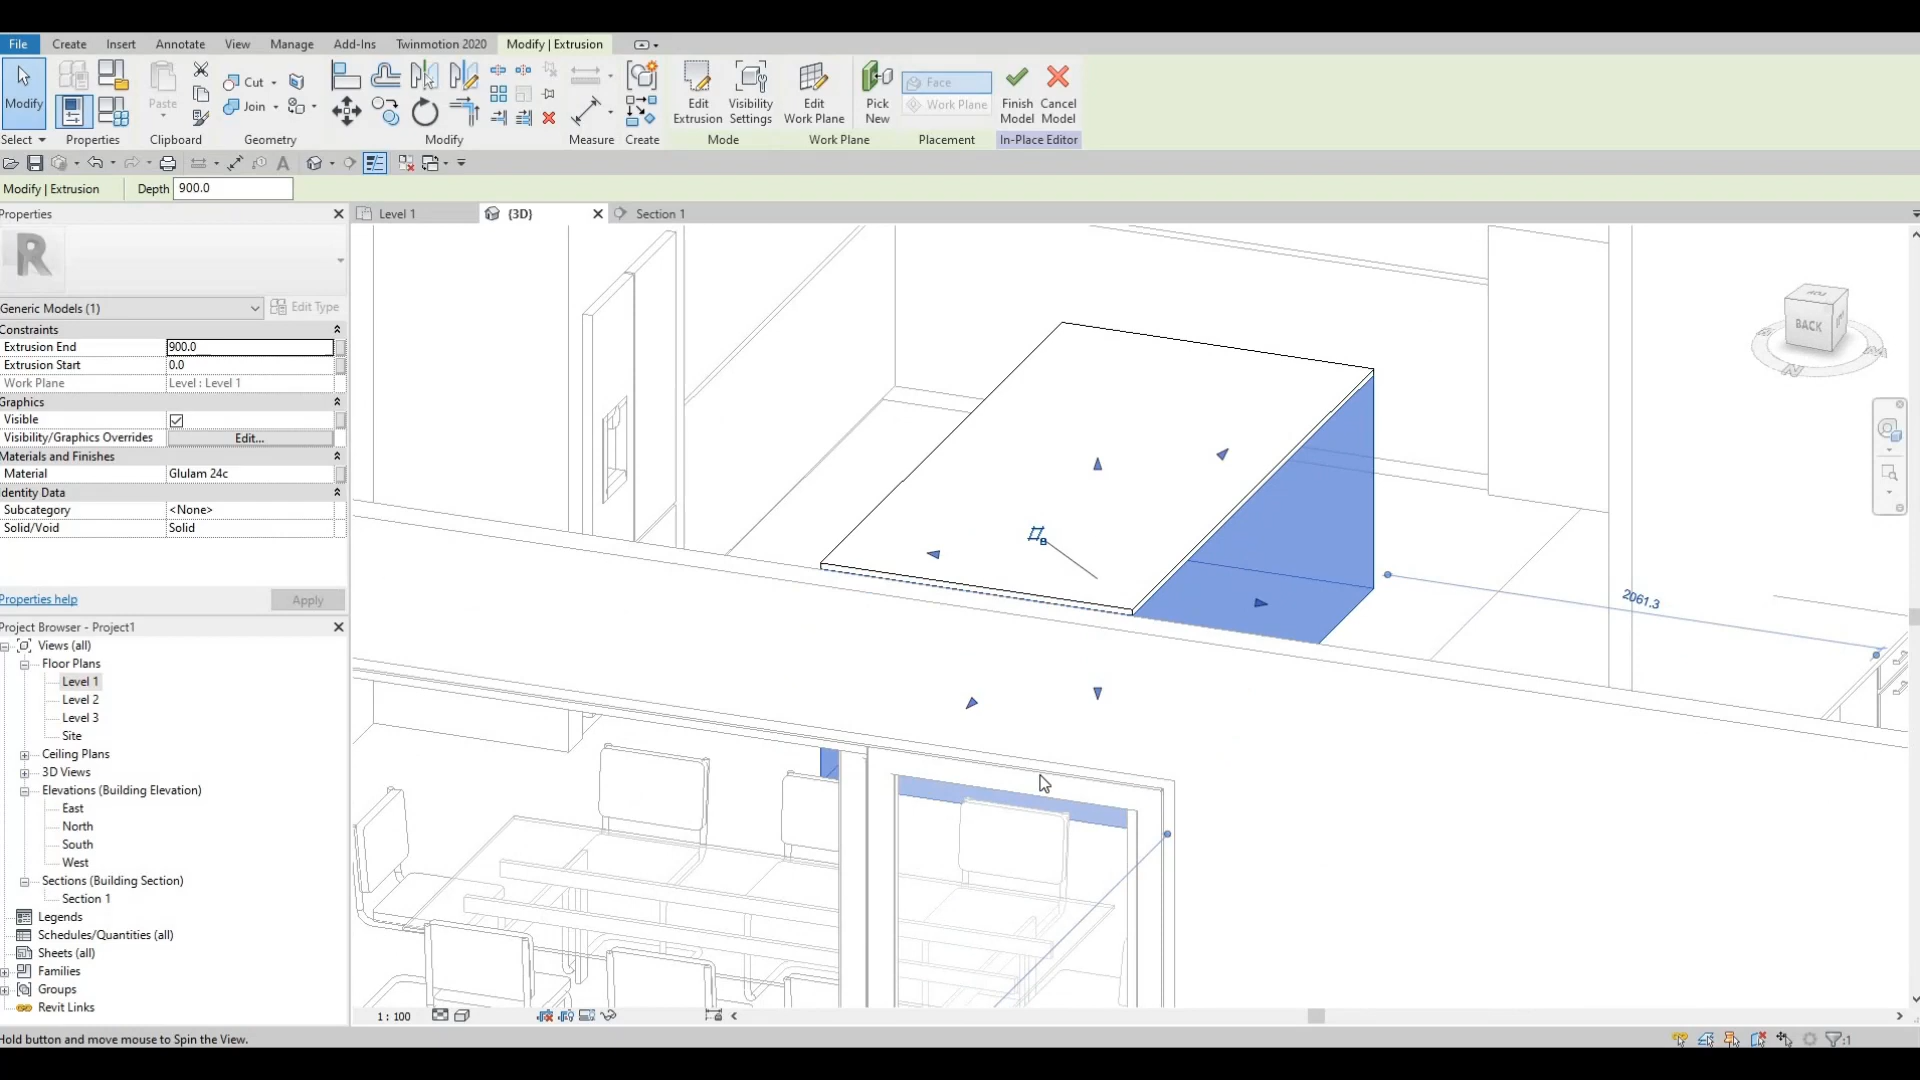 File Create Insert Annotate View Manage Add-Ins Twinmotion 2020 Modify | Extrusion
Modify Paste Cut Join Edit Extrusion Visibility Settings Edit Work Plane Pick New Face Work Plane Finish Model Cancel Model
Select Properties Clipboard Geometry Modify Measure Create Mode Work Plane Placement In-Place Editor
Modify | Extrusion Depth 900.0
Properties Level 1 {3D} Section 1
R
Generic Models (1) Edit Type
Constraints
Extrusion End 900.0
Extrusion Start 0.0
Work Plane Level : Level 1
Graphics
Visible
Visibility/Graphics Overrides Edit...
Materials and Finishes
Material Glulam 24c
Identity Data
Subcategory <None>
Solid/Void Solid
Properties help Apply
Project Browser - Project1
Views (all)
Floor Plans
Level 1
Level 2
Level 3
Site
Ceiling Plans
3D Views
Elevations (Building Elevation)
East
North
South
West
Sections (Building Section)
Section 1
Legends
Schedules/Quantities (all)
Sheets (all)
Families
Groups
Revit Links
TOP
BACK
N
2061.3
1 : 100
Hold button and move mouse to Spin the View.
:1